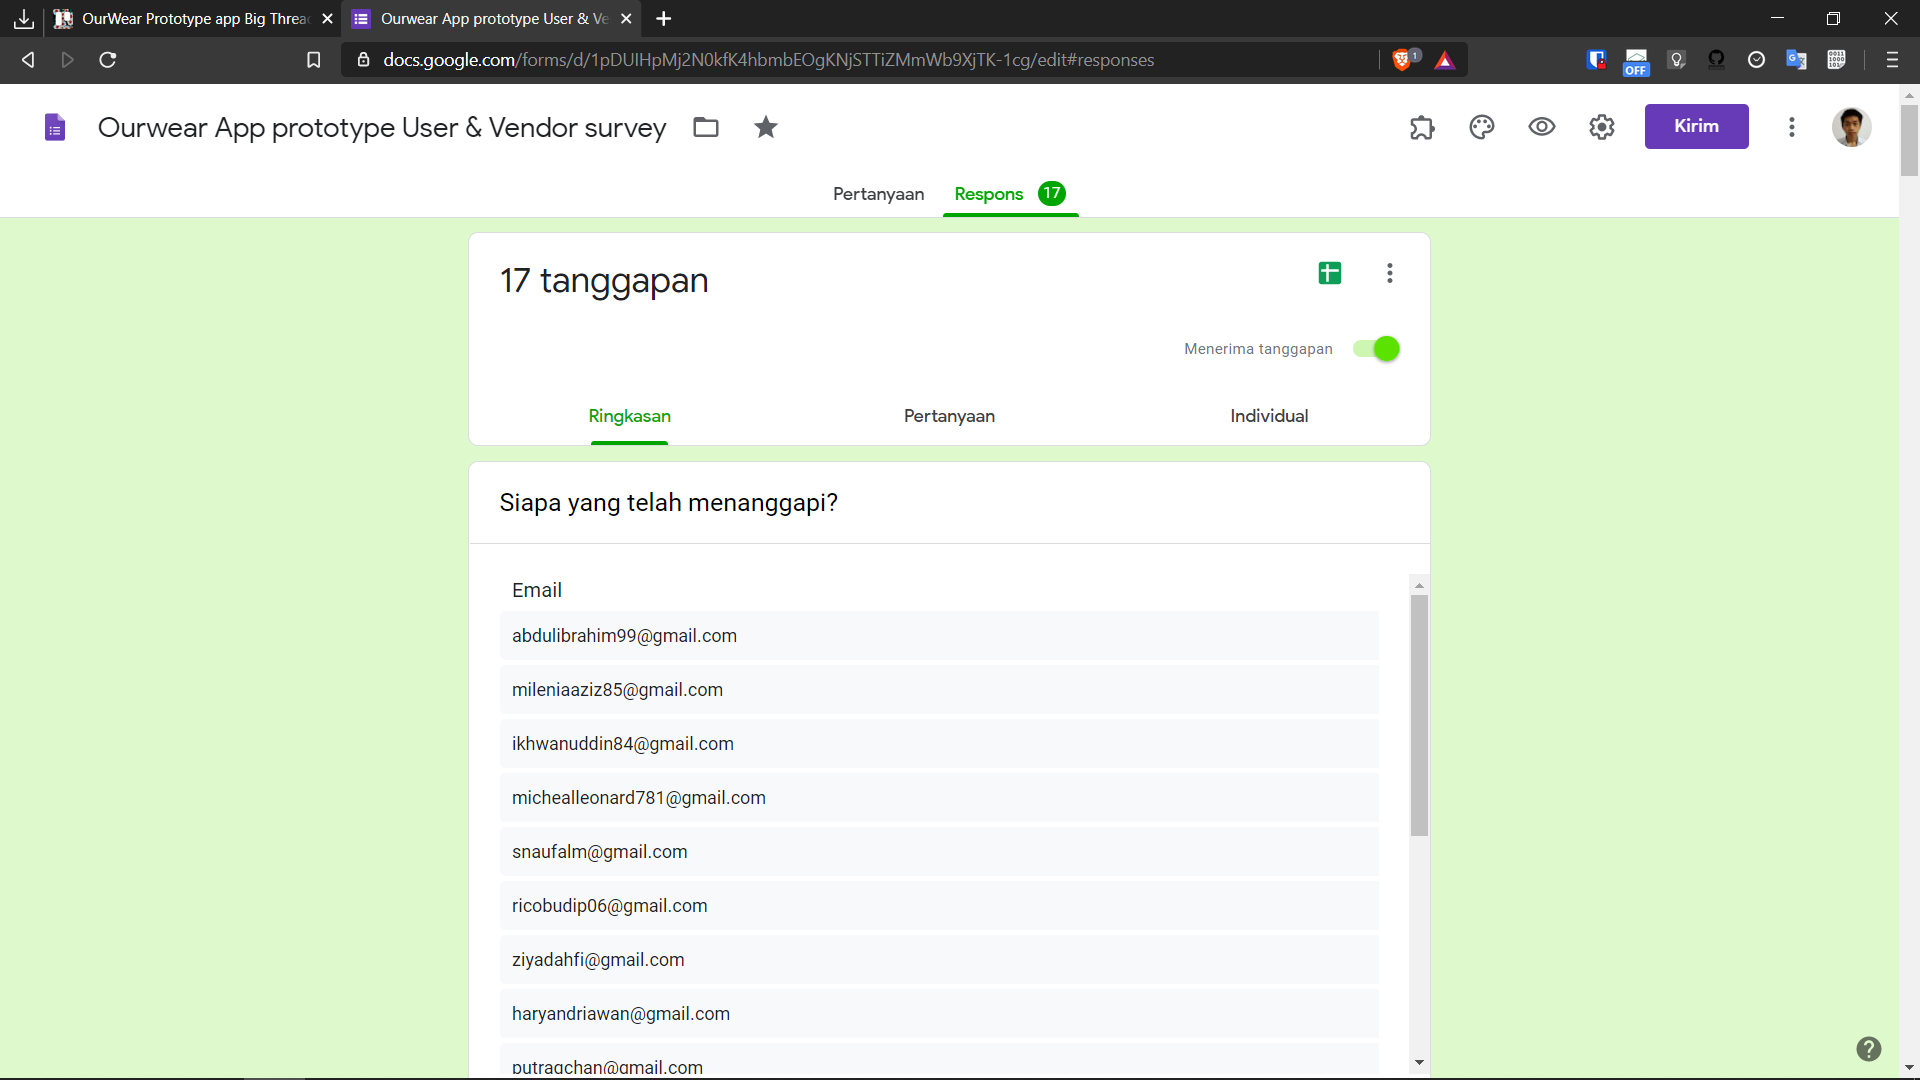 OurWear Prototype app Big Threa
Ourwear App prototype User & Ve
docs.google.com/forms/d/1pDUIHpMj2N0kfK4hbmbEOgKNjSTTiZMmWb9XjTK-1cg/edit#responses
1
OFF
Ourwear App prototype User & Vendor survey
Kirim
Pertanyaan
Respons 17
17 tanggapan
Menerima tanggapan
Ringkasan
Pertanyaan
Individual
Siapa yang telah menanggapi?
Email
abdulibrahim99@gmail.com
mileniaaziz85@gmail.com
ikhwanuddin84@gmail.com
michealleonard781@gmail.com
snaufalm@gmail.com
ricobudip06@gmail.com
ziyadahfi@gmail.com
haryandriawan@gmail.com
putragchan@gmail.com